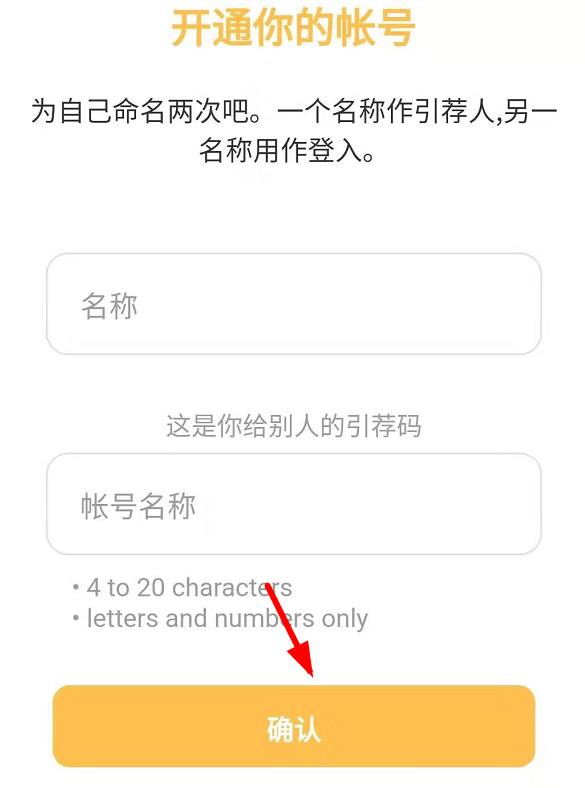 开通你的帐号
为自己命名两次吧。一个名称作引荐人,另一
名称用作登入。
名称
这是你给别人的引荐码
帐号名称
• 4 to 20 characters
• letters and numbers only
确认